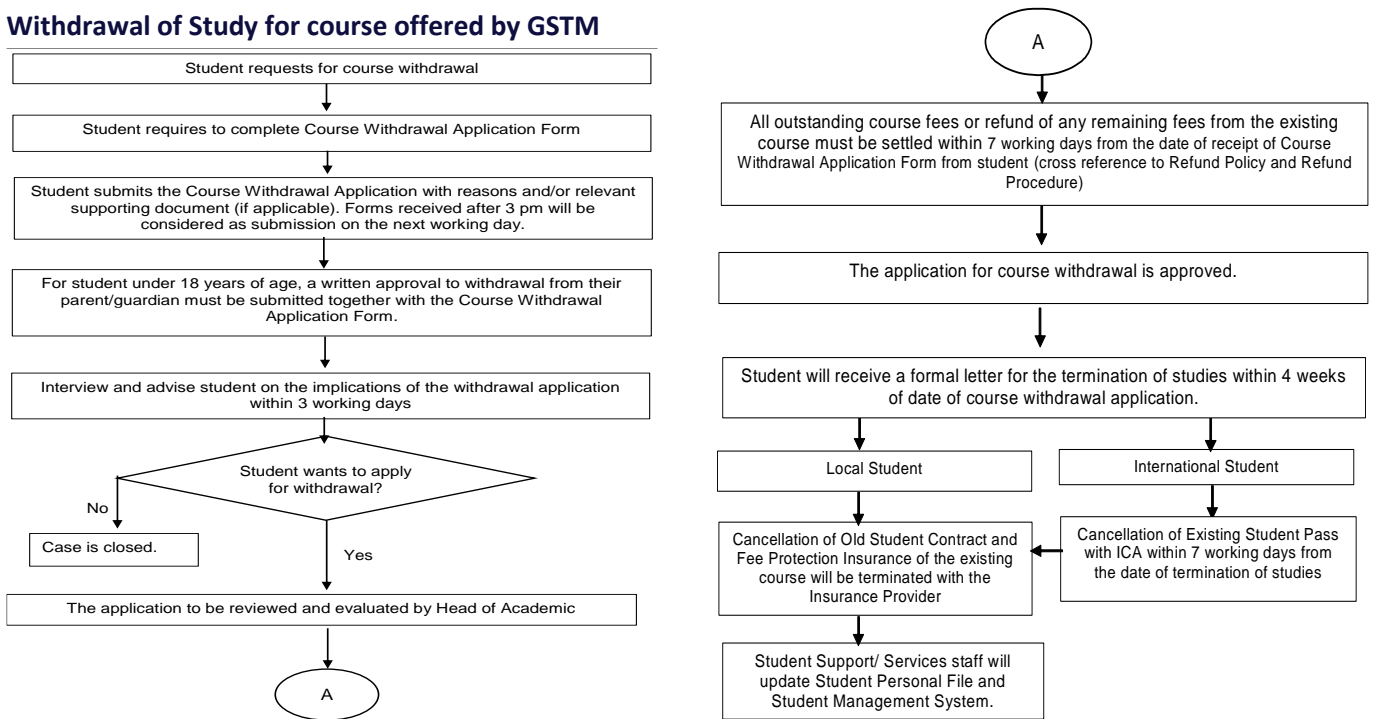 Withdrawal of Study for course offered by GSTM
Student requests for course withdrawal
Student requires to complete Course Withdrawal Application Form
Student submits the Course Withdrawal Application with reasons and/or relevant
supporting document (if applicable). Forms received after 3 pm will be
considered as submission on the next working day.
For student under 18 years of age, a written approval to withdrawal from their
parent/guardian must be submitted together with the Course Withdrawal
Application Form.
Interview and advise student on the implications of the withdrawal application
within 3 working days
Student wants to apply
for withdrawal?
No
Case is closed.
Yes
The application to be reviewed and evaluated by Head of Academic
A
A
All outstanding course fees or refund of any remaining fees from the existing
course must be settled within 7 working days from the date of receipt of Course
Withdrawal Application Form from student (cross reference to Refund Policy and Refund
Procedure)
The application for course withdrawal is approved.
Student will receive a formal letter for the termination of studies within 4 weeks
of date of course withdrawal application.
Local Student
International Student
Cancellation of Old Student Contract and
Fee Protection Insurance of the existing
course will be terminated with the
Insurance Provider
Cancellation of Existing Student Pass
with ICA within 7 working days from
the date of termination of studies
Student Support/ Services staff will
update Student Personal File and
Student Management System.